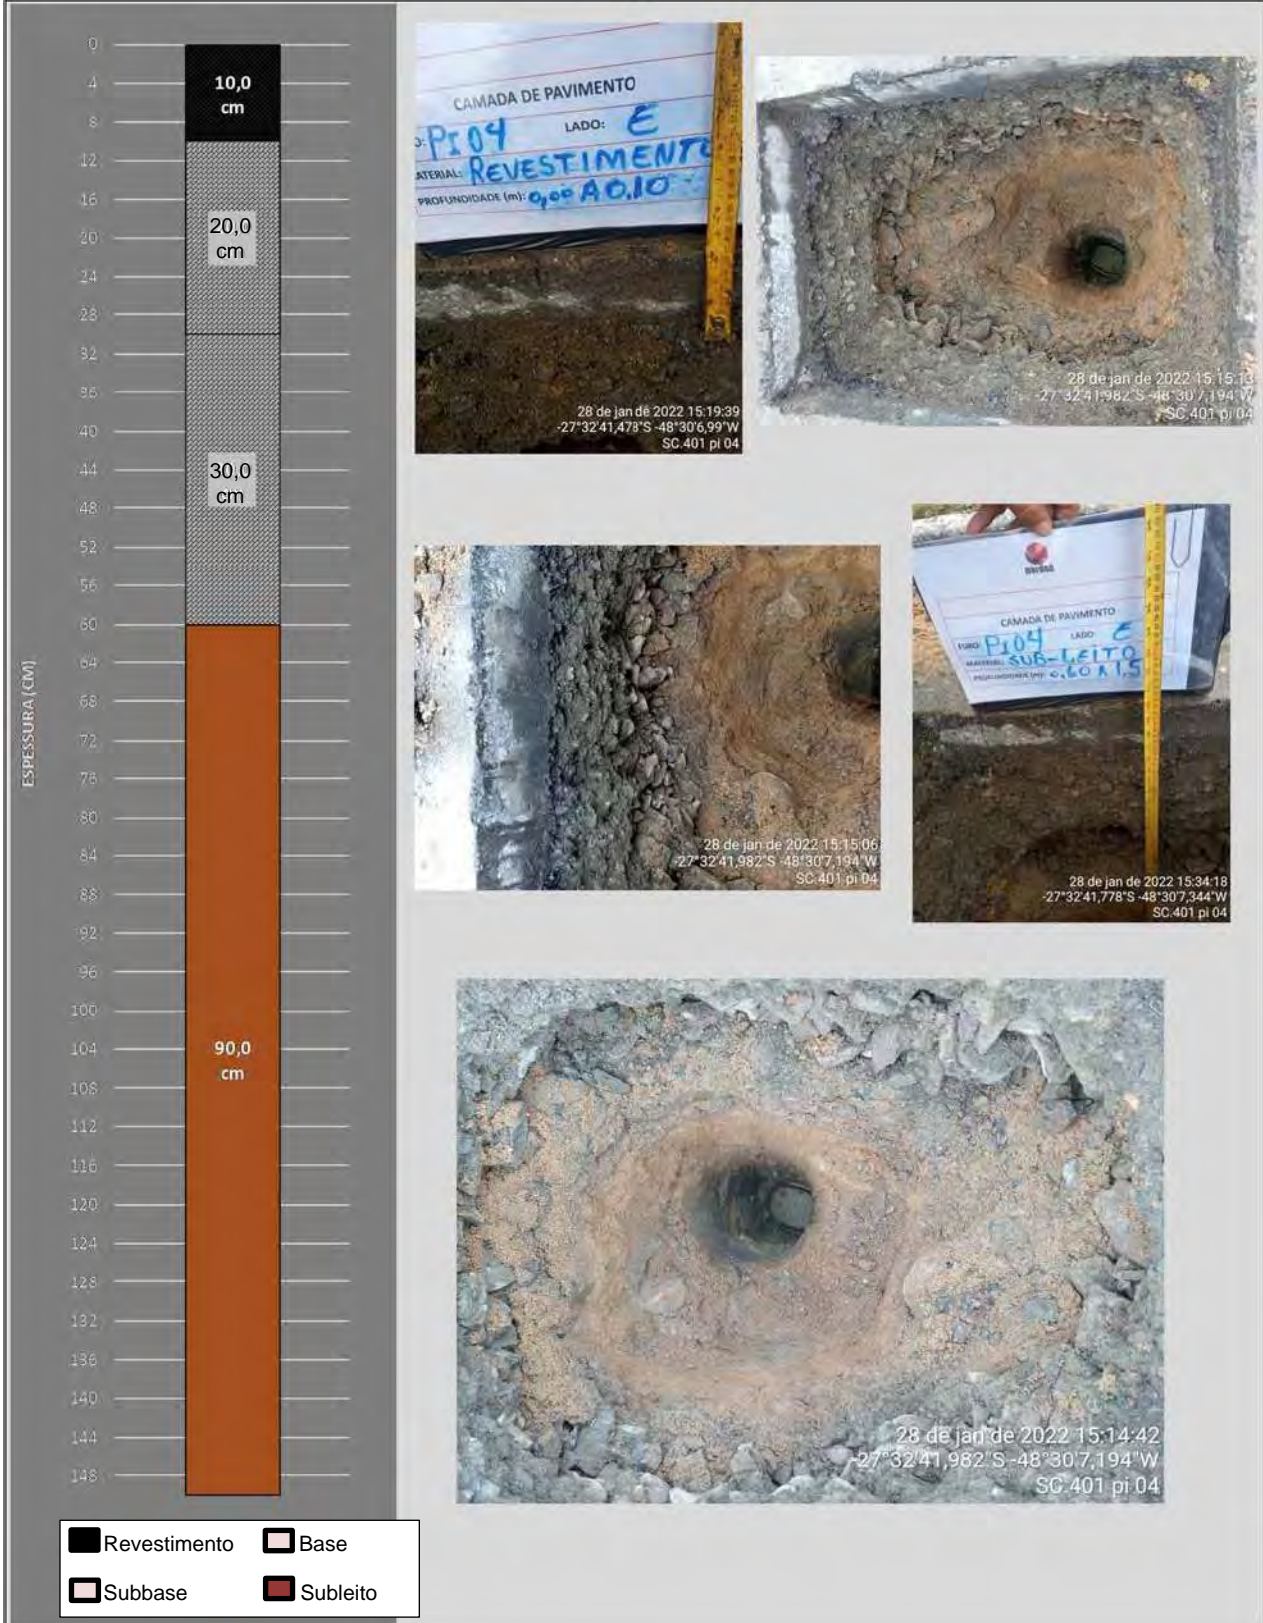 ESPESSURA (CM)
0
4
8
12
16
20
24
28
32
36
40
44
48
52
56
60
64
68
72
76
80
84
88
92
96
100
104
108
112
116
120
124
128
132
136
140
144
148
10,0
cm
20,0
cm
30,0
cm
90,0
cm
Revestimento
Base
Subbase
Subleito
CAMADA DE PAVIMENTO
PI04 LADO: E
MATERIAL: REVESTIMENTO
PROFUNDIDADE (m): 0,00 A 0,10
28 de jan de 2022 15:19:39
-27°32'41,478"S -48°30'6,99"W
SC.401 pi 04
28 de jan de 2022 15:15:13
-27°32'41,982"S -48°30'7,194"W
SC.401 pi 04
28 de jan de 2022 15:15:06
-27°32'41,982"S -48°30'7,194"W
SC.401 pi 04
CAMADA DE PAVIMENTO
FURO: PI04 LADO: E
MATERIAL: SUB-LEITO
PROFUNDIDADE (m): 0,60 A 1,5
28 de jan de 2022 15:34:18
-27°32'41,778"S -48°30'7,344"W
SC.401 pi 04
28 de jan de 2022 15:14:42
-27°32'41,982"S -48°30'7,194"W
SC.401 pi 04